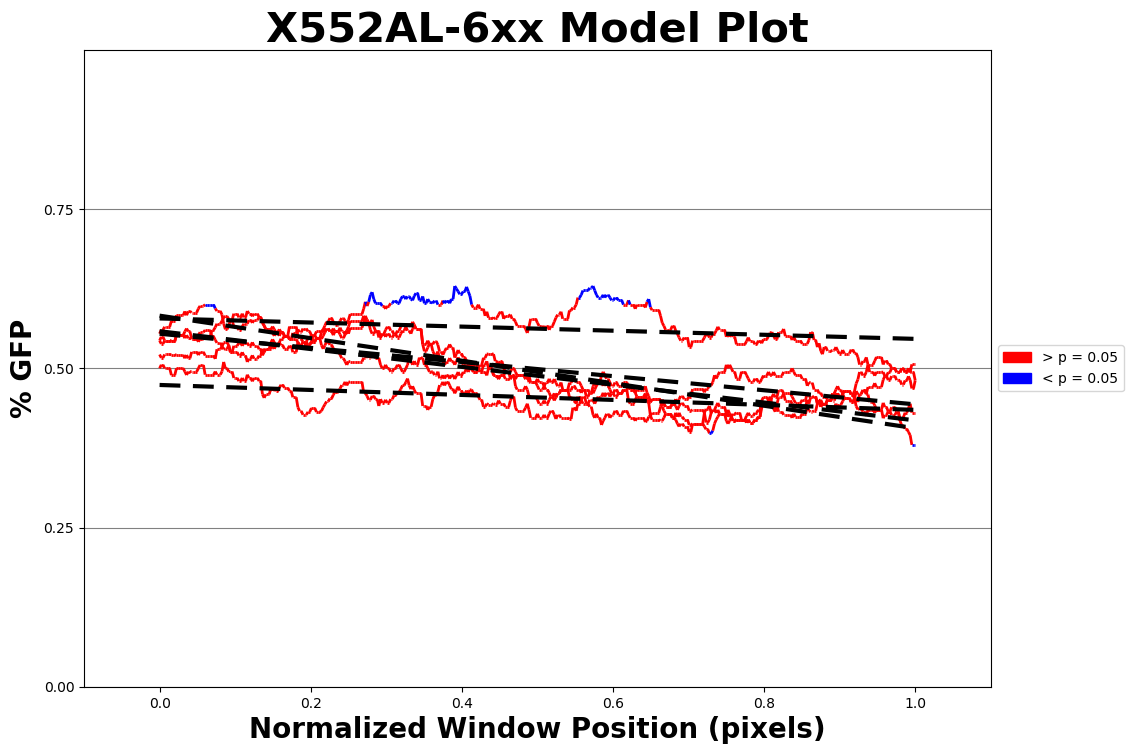 X552AL-6xx Model Plot
% GFP
0.75
0.50
0.25
0.00
0.0 0.2 0.4 0.6 0.8 1.0
Normalized Window Position (pixels)
> p = 0.05
< p = 0.05